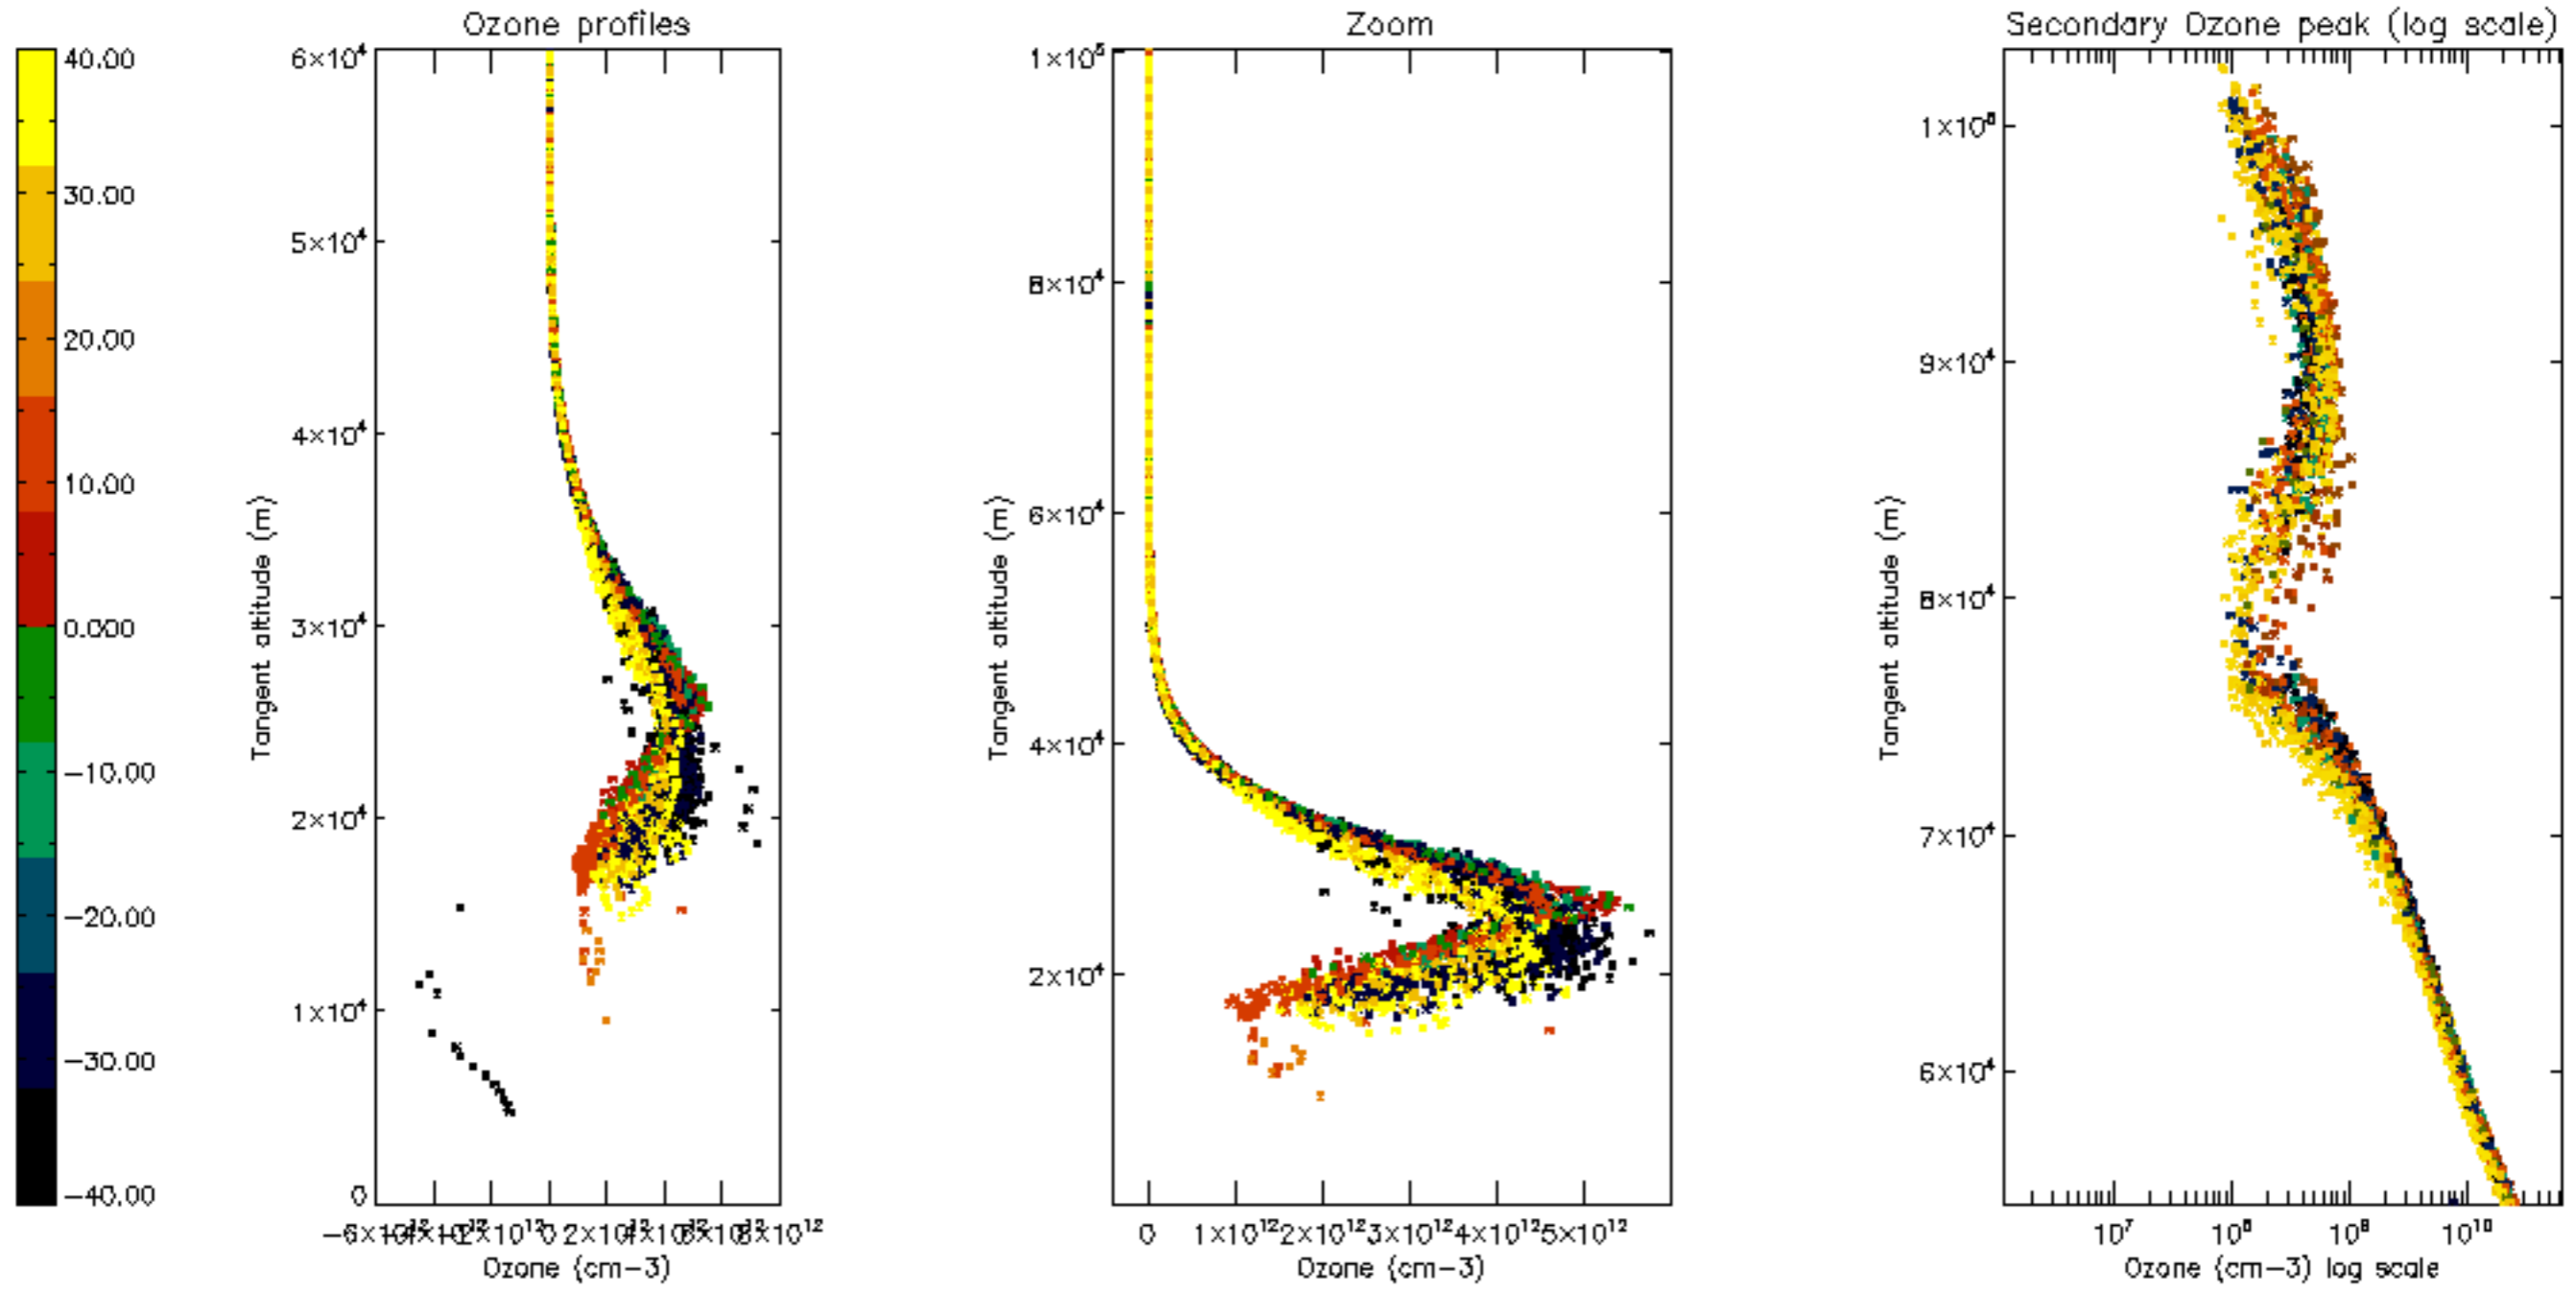 Ozone profiles
Zoom
Secondary Ozone peak (log scale)
40.00
30.00
20.00
10.00
0.000
−10.00
−20.00
−30.00
−40.00
6×10⁴
5×10⁴
4×10⁴
3×10⁴
2×10⁴
1×10⁴
0
Tangent altitude (m)
0
8×10¹²
Ozone (cm−3)
1×10⁵
8×10⁴
6×10⁴
4×10⁴
2×10⁴
Tangent altitude (m)
0 1×10¹² 2×10¹² 3×10¹² 4×10¹² 5×10¹²
Ozone (cm−3)
1×10⁵
9×10⁴
8×10⁴
7×10⁴
6×10⁴
Tangent altitude (m)
10⁷ 10⁸ 10⁹ 10¹⁰
Ozone (cm−3) log scale